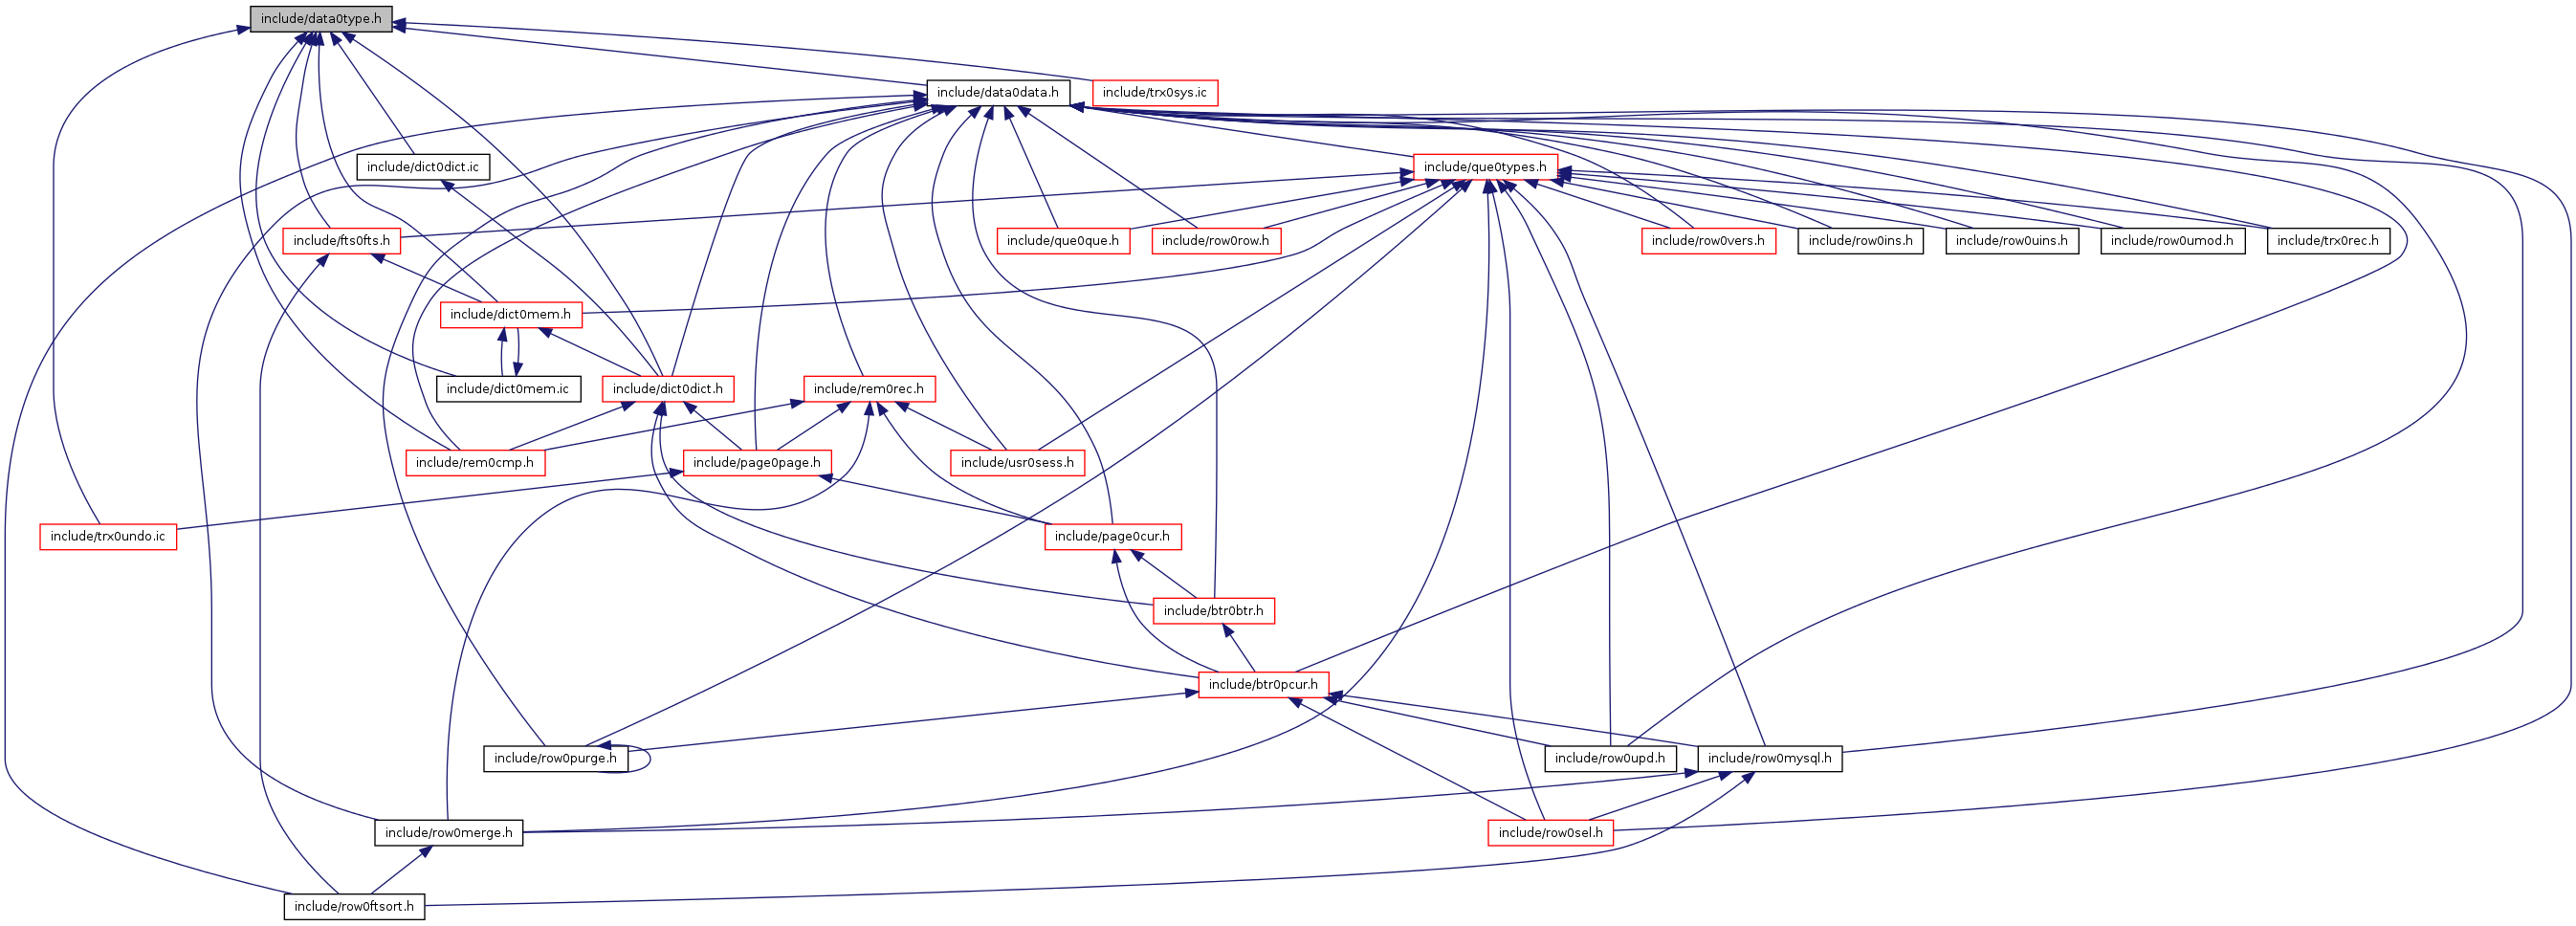 include/data0type.h
include/data0data.h
include/trx0sys.ic
include/dict0dict.ic
include/que0types.h
include/fts0fts.h
include/que0que.h
include/row0row.h
include/row0vers.h
include/row0ins.h
include/row0uins.h
include/row0umod.h
include/trx0rec.h
include/dict0mem.h
include/dict0mem.ic
include/dict0dict.h
include/rem0rec.h
include/rem0cmp.h
include/page0page.h
include/usr0sess.h
include/trx0undo.ic
include/page0cur.h
include/btr0btr.h
include/btr0pcur.h
include/row0purge.h
include/row0upd.h
include/row0mysql.h
include/row0merge.h
include/row0sel.h
include/row0ftsort.h